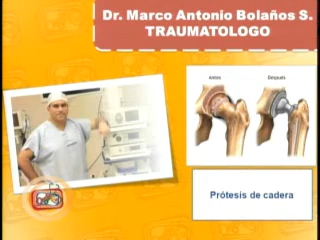 Dr. Marco Antonio Bolaños S.
TRAUMATOLOGO
Antes
Después
Prótesis de cadera